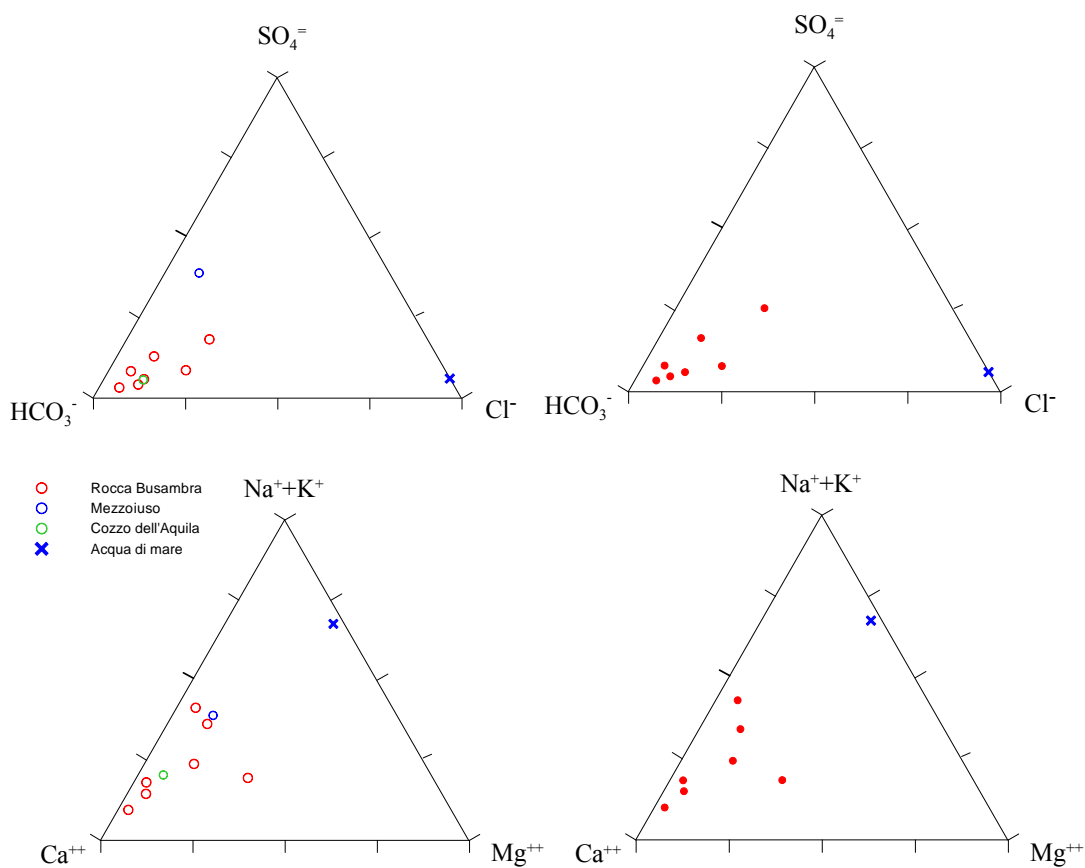 SO₄⁼ SO₄⁼
HCO₃⁻ Cl⁻ HCO₃⁻ Cl⁻
Na⁺+K⁺ Na⁺+K⁺
Rocca Busambra
Mezzoiuso
Cozzo dell'Aquila
Acqua di mare
Ca⁺⁺ Mg⁺⁺ Ca⁺⁺ Mg⁺⁺